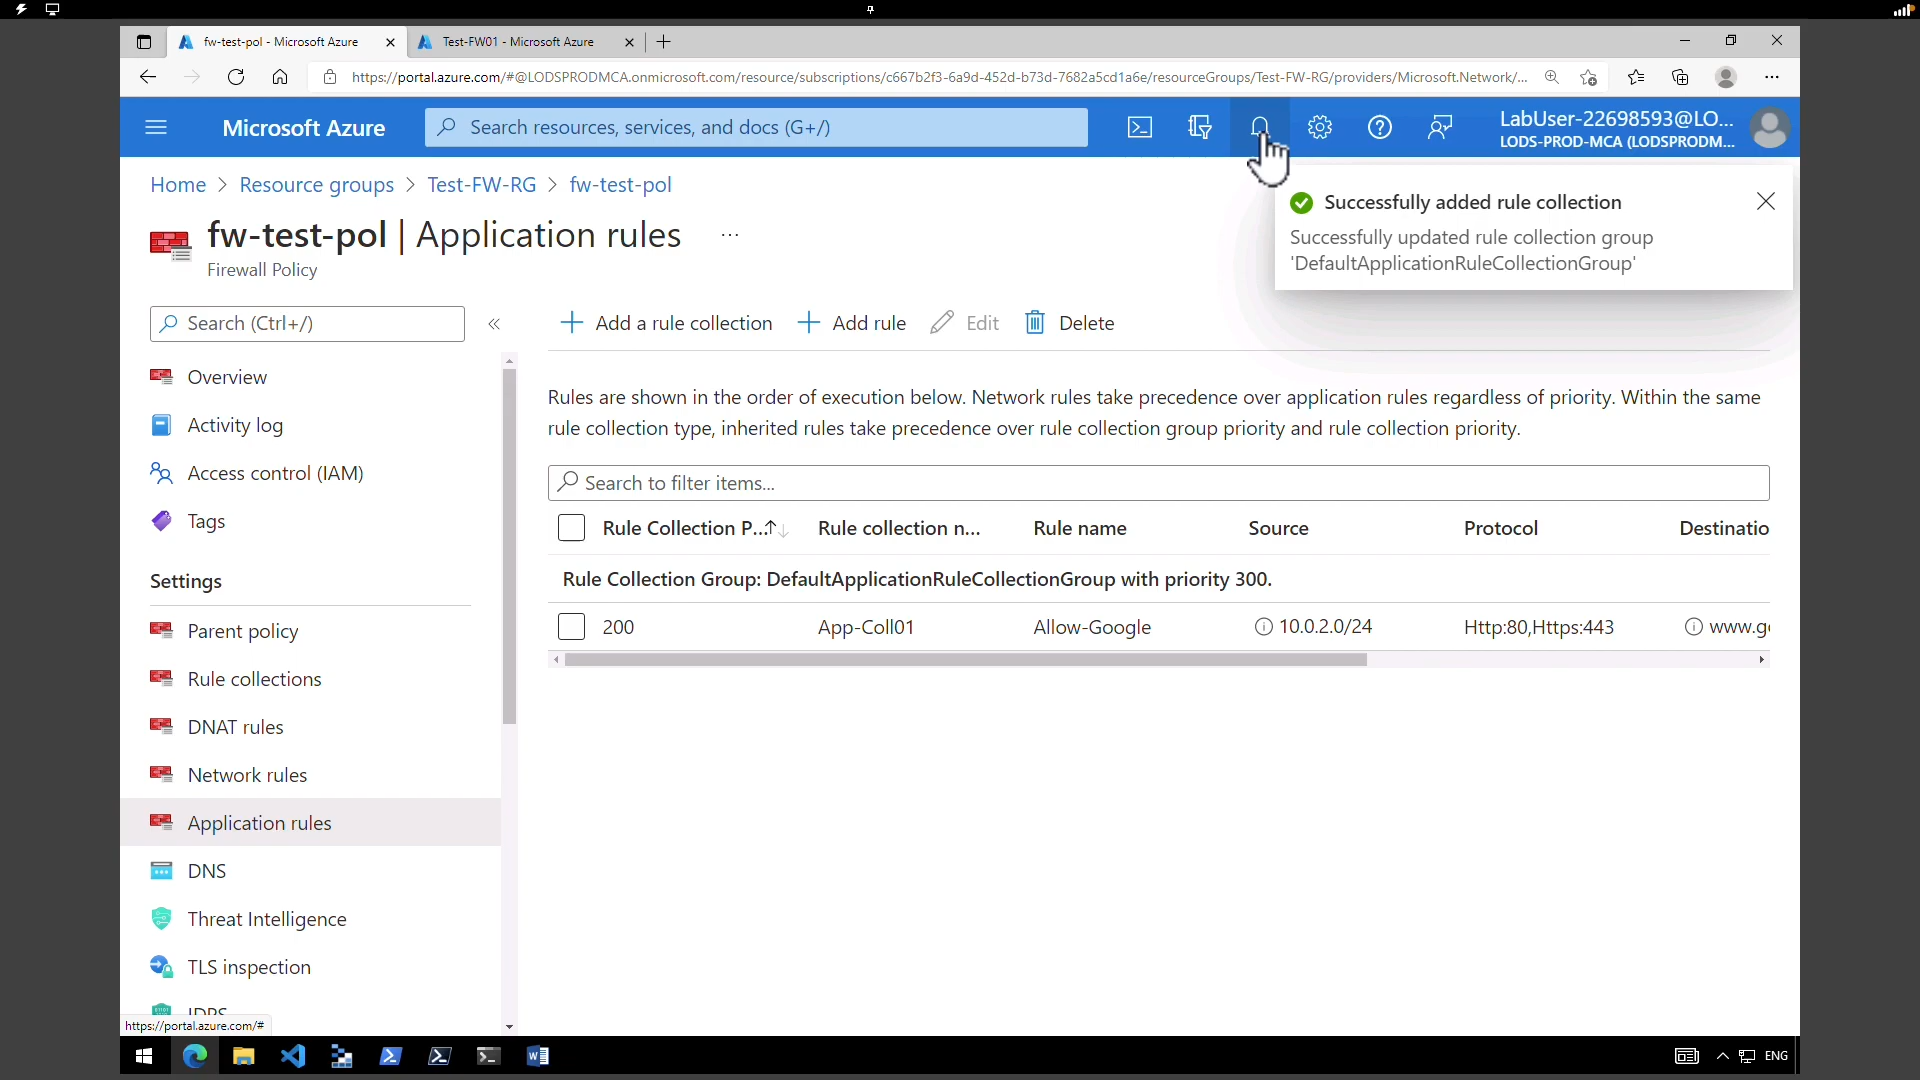 fw-test-pol - Microsoft Azure
Test-FW01 - Microsoft Azure
https://portal.azure.com/#@LODSPRODMCA.onmicrosoft.com/resource/subscriptions/c667b2f3-6a9d-452d-b73d-7682a5cd1a6e/resourceGroups/Test-FW-RG/providers/Microsoft.Network/...
Microsoft Azure
Search resources, services, and docs (G+/)
LabUser-22698593@LO...
LODS-PROD-MCA (LODSPRODM...
Home > Resource groups > Test-FW-RG > fw-test-pol
fw-test-pol | Application rules ...
Firewall Policy
Successfully added rule collection
Successfully updated rule collection group
'DefaultApplicationRuleCollectionGroup'
Search (Ctrl+/)
Overview
Activity log
Access control (IAM)
Tags
Settings
Parent policy
Rule collections
DNAT rules
Network rules
Application rules
DNS
Threat Intelligence
TLS inspection
IDPS
Add a rule collection
Add rule
Edit
Delete
Rules are shown in the order of execution below. Network rules take precedence over application rules regardless of priority. Within the same
rule collection type, inherited rules take precedence over rule collection group priority and rule collection priority.
Search to filter items...
Rule Collection P... Rule collection n... Rule name Source Protocol Destinatio
Rule Collection Group: DefaultApplicationRuleCollectionGroup with priority 300.
200 App-Coll01 Allow-Google 10.0.2.0/24 Http:80,Https:443 www.g
https://portal.azure.com/#
ENG